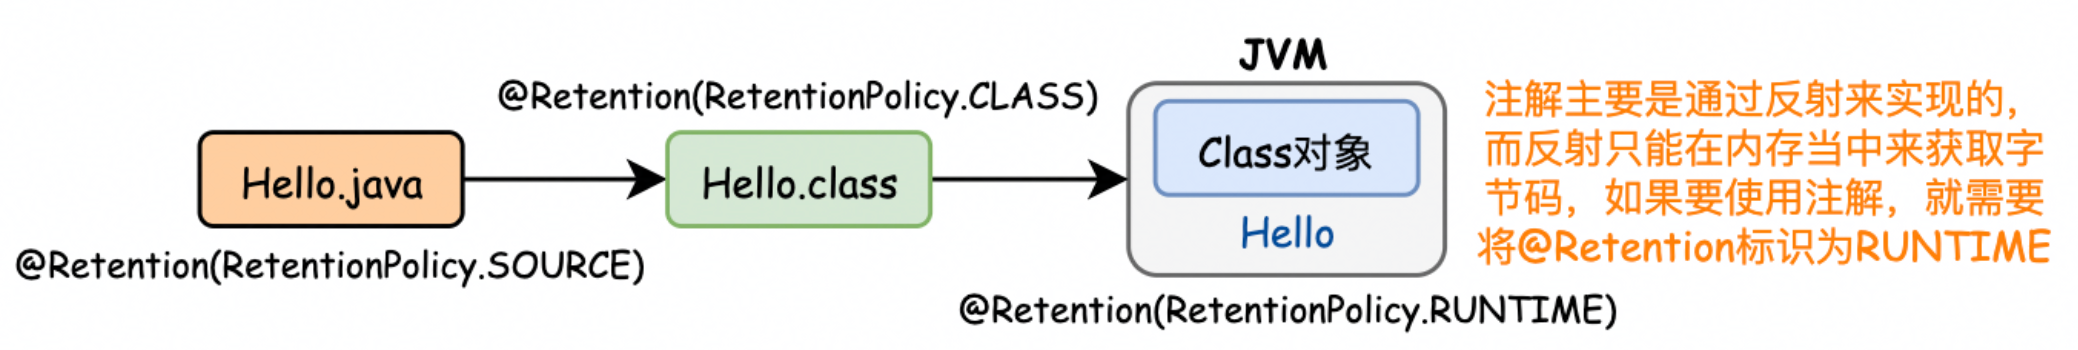 JVM
@Retention(RetentionPolicy.CLASS)
Hello.java
Hello.class
Class对象
Hello
@Retention(RetentionPolicy.SOURCE)
@Retention(RetentionPolicy.RUNTIME)
注解主要是通过反射来实现的，
而反射只能在内存当中来获取字
节码，如果要使用注解，就需要
将@Retention标识为RUNTIME